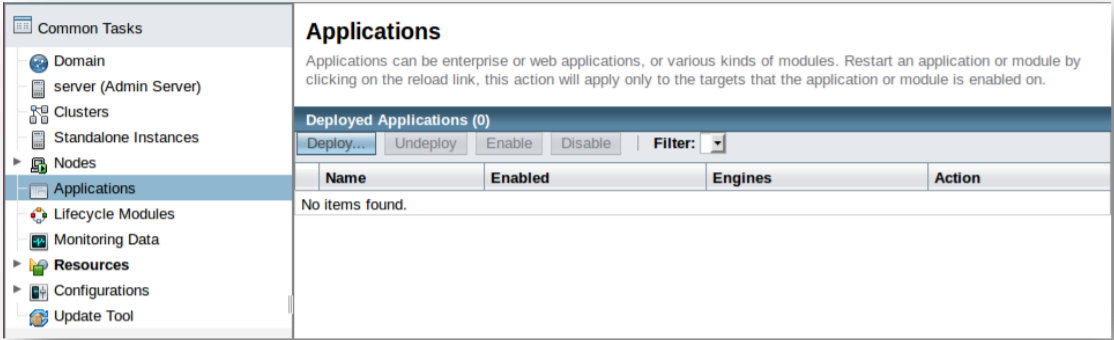 Common Tasks
Domain
server (Admin Server)
Clusters
Standalone Instances
Nodes
Applications
Lifecycle Modules
Monitoring Data
Resources
Configurations
Update Tool
Applications
Applications can be enterprise or web applications, or various kinds of modules. Restart an application or module by
clicking on the reload link, this action will apply only to the targets that the application or module is enabled on.
Deployed Applications (0)
Deploy... Undeploy Enable Disable Filter:
Name Enabled Engines Action
No items found.